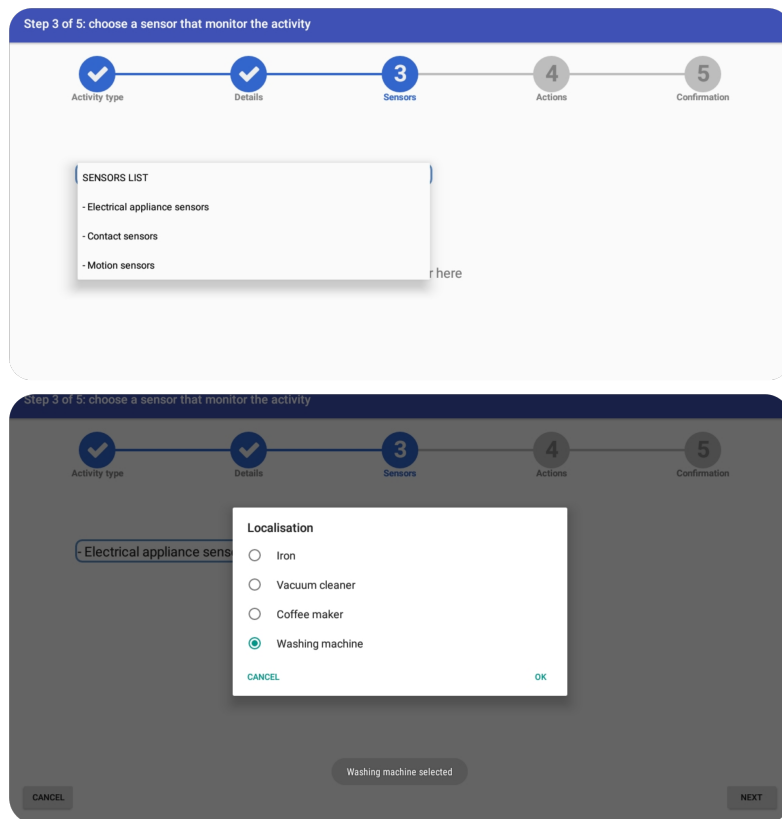 Step 3 of 5: choose a sensor that monitor the activity
3 4 5
Activity type Details Sensors Actions Confirmation
SENSORS LIST
- Electrical appliance sensors
- Contact sensors
- Motion sensors
here
Step 3 of 5: choose a sensor that monitor the activity
3 4 5
Activity type Details Sensors Actions Confirmation
- Electrical appliance
Localisation
Iron
Vacuum cleaner
Coffee maker
Washing machine
CANCEL OK
Washing machine selected
CANCEL NEXT